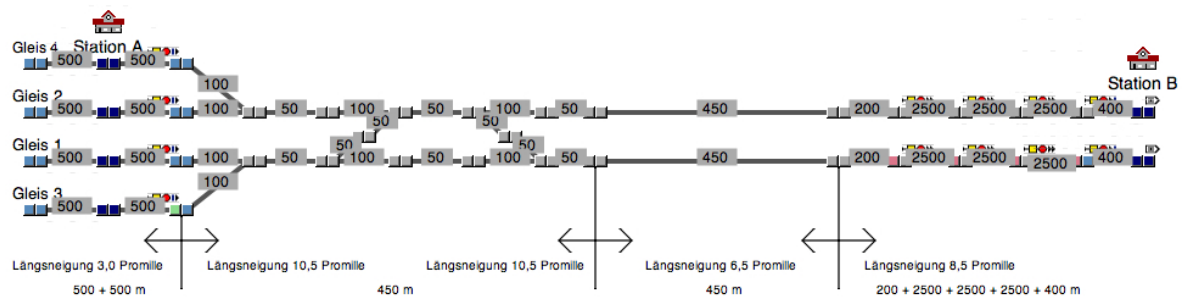 Station A
Gleis 4 500 500
100
Station B
Gleis 2 500 500 100 50 100 50 100 50 450 200 2500 2500 2500 400
50 50
50 50
Gleis 1 500 500 100 50 100 50 100 50 450 200 2500 2500 2500 400
100
Gleis 3 500 500
Längsneigung 3,0 Promille Längsneigung 10,5 Promille Längsneigung 10,5 Promille Längsneigung 6,5 Promille Längsneigung 8,5 Promille
500 + 500 m 450 m 450 m 200 + 2500 + 2500 + 2500 + 400 m